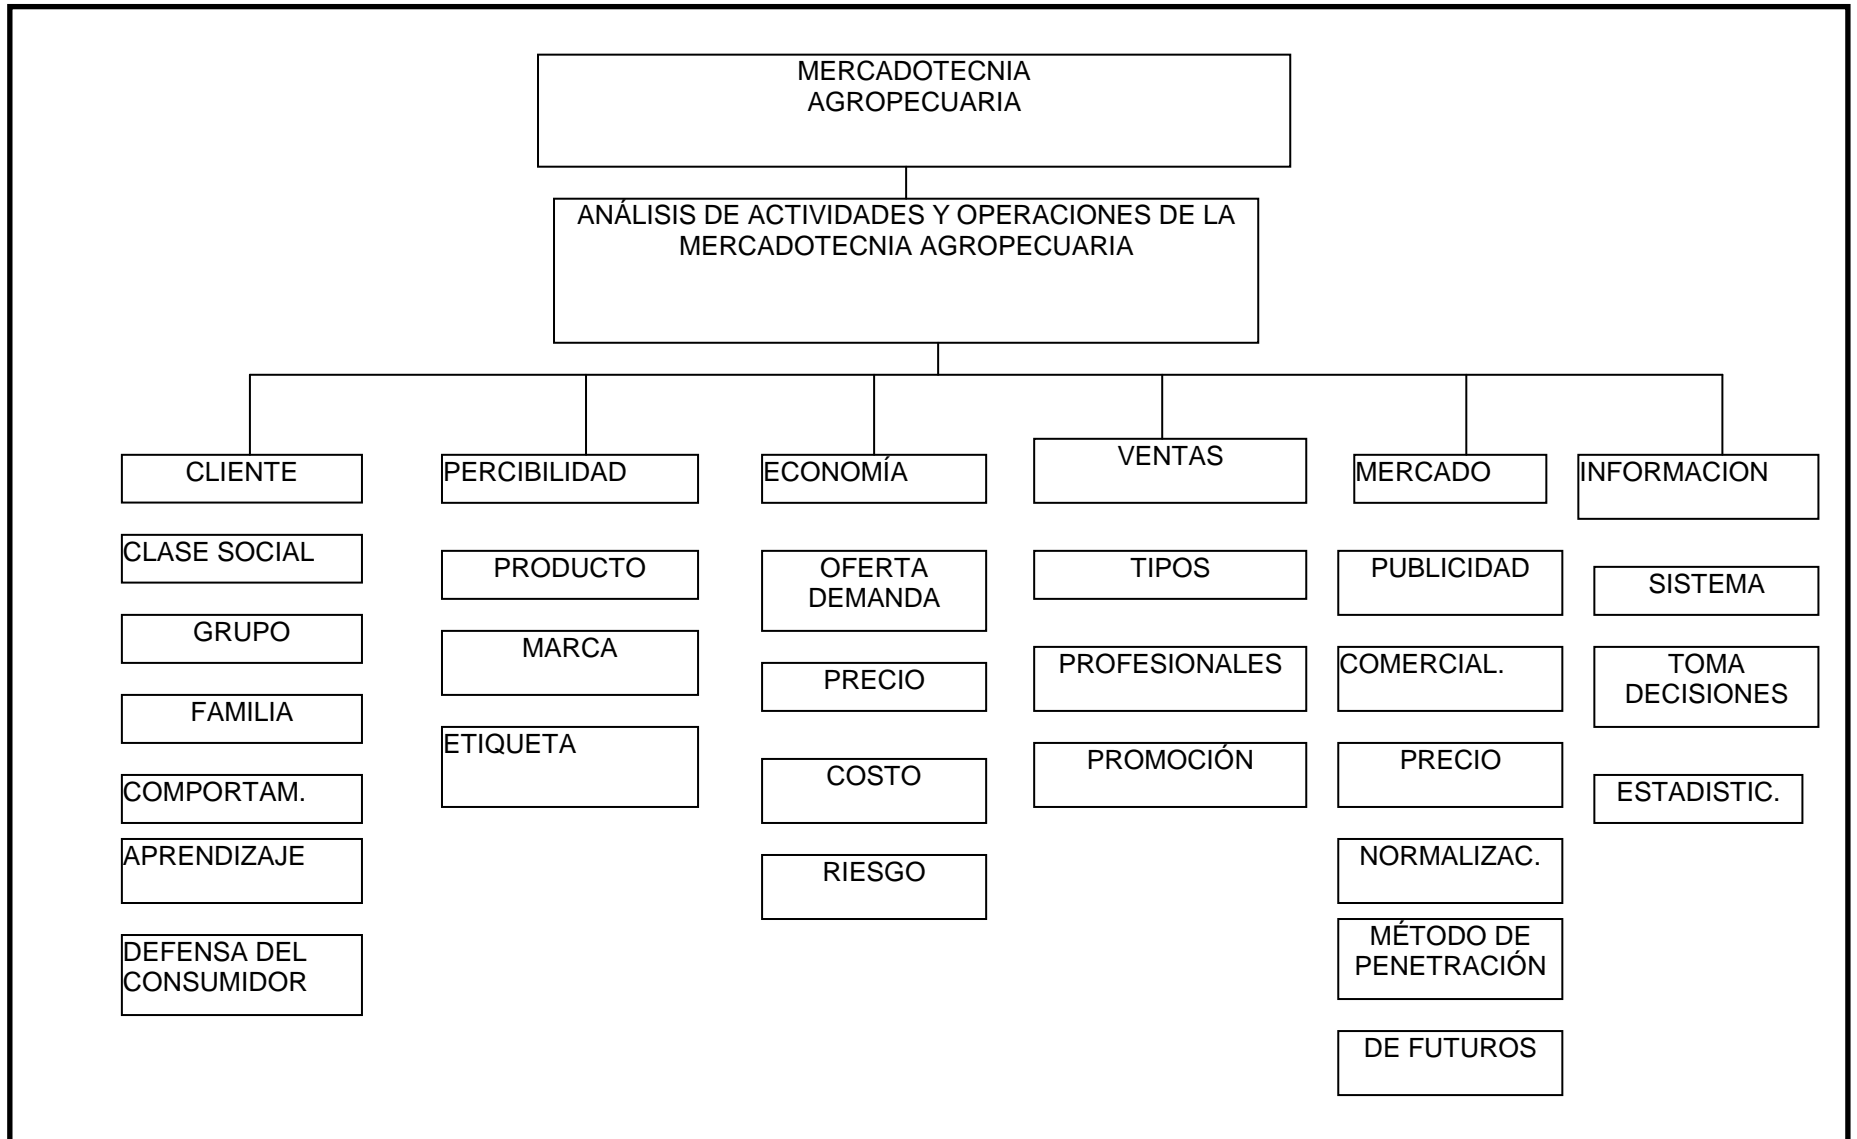 MERCADOTECNIA
AGROPECUARIA
ANÁLISIS DE ACTIVIDADES Y OPERACIONES DE LA
MERCADOTECNIA AGROPECUARIA
CLIENTE
CLASE SOCIAL
GRUPO
FAMILIA
COMPORTAM.
APRENDIZAJE
DEFENSA DEL
CONSUMIDOR
PERCIBILIDAD
PRODUCTO
MARCA
ETIQUETA
ECONOMÍA
OFERTA
DEMANDA
PRECIO
COSTO
RIESGO
VENTAS
TIPOS
PROFESIONALES
PROMOCIÓN
MERCADO
PUBLICIDAD
COMERCIAL.
PRECIO
NORMALIZAC.
MÉTODO DE
PENETRACIÓN
DE FUTUROS
INFORMACION
SISTEMA
TOMA
DECISIONES
ESTADISTIC.